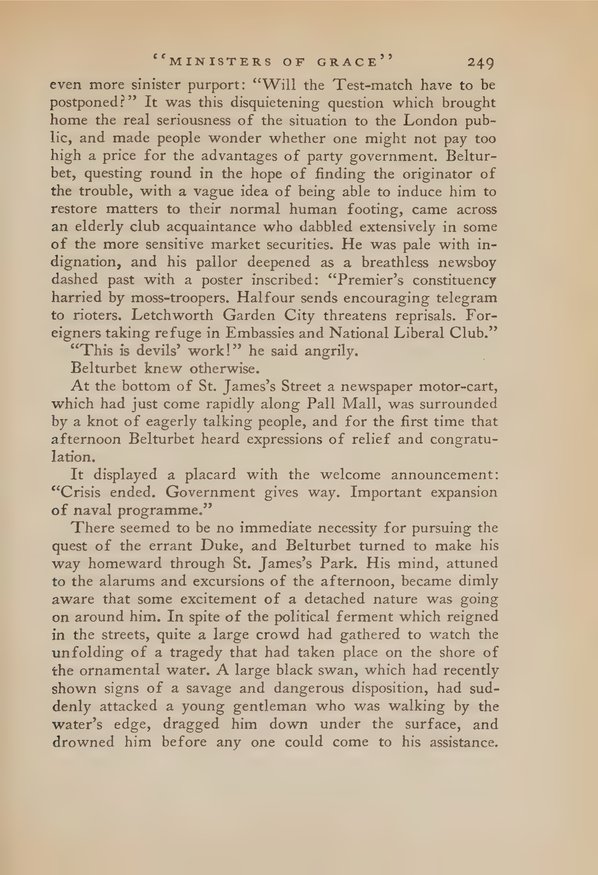 “MINISTERS OF GRACE” 249
even more sinister purport: “Will the Test-match have to be
postponed?” It was this disquietening question which brought
home the real seriousness of the situation to the London pub-
lic, and made people wonder whether one might not pay too
high a price for the advantages of party government. Beltur-
bet, questing round in the hope of finding the originator of
the trouble, with a vague idea of being able to induce him to
restore matters to their normal human footing, came across
an elderly club acquaintance who dabbled extensively in some
of the more sensitive market securities. He was pale with in-
dignation, and his pallor deepened as a breathless newsboy
dashed past with a poster inscribed: “Premier’s constituency
harried by moss-troopers. Halfour sends encouraging telegram
to rioters. Letchworth Garden City threatens reprisals. For-
eigners taking refuge in Embassies and National Liberal Club.”
“This is devils’ work!” he said angrily.
Belturbet knew otherwise.
At the bottom of St. James’s Street a newspaper motor-cart,
which had just come rapidly along Pall Mall, was surrounded
by a knot of eagerly talking people, and for the first time that
afternoon Belturbet heard expressions of relief and congratu-
lation.
It displayed a placard with the welcome announcement:
“Crisis ended. Government gives way. Important expansion
of naval programme.”
There seemed to be no immediate necessity for pursuing the
quest of the errant Duke, and Belturbet turned to make his
way homeward through St. James’s Park. His mind, attuned
to the alarums and excursions of the afternoon, became dimly
aware that some excitement of a detached nature was going
on around him. In spite of the political ferment which reigned
in the streets, quite a large crowd had gathered to watch the
unfolding of a tragedy that had taken place on the shore of
the ornamental water. A large black swan, which had recently
shown signs of a savage and dangerous disposition, had sud-
denly attacked a young gentleman who was walking by the
water’s edge, dragged him down under the surface, and
drowned him before any one could come to his assistance.